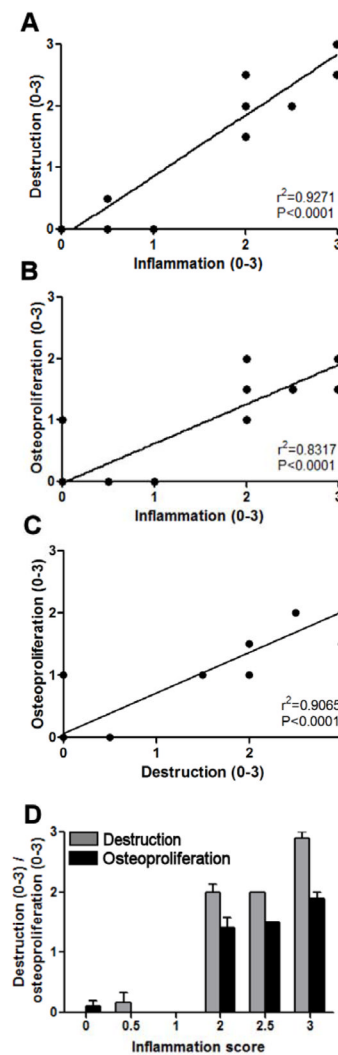 A
Destruction (0-3)
3
2
1
0
0 1 2 3
r²=0.9271
P<0.0001
Inflammation (0-3)
B
Osteoproliferation (0-3)
3
2
1
0
0 1 2 3
r²=0.8317
P<0.0001
Inflammation (0-3)
C
Osteoproliferation (0-3)
3
2
1
0
0 1 2
r²=0.9065
P<0.0001
Destruction (0-3)
D
Destruction (0-3) /
osteoproliferation (0-3)
3
2
1
0
Destruction
Osteoproliferation
0 0.5 1 2 2.5 3
Inflammation score